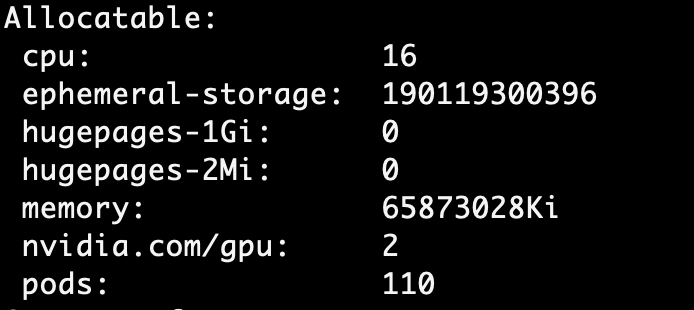 Allocatable:
cpu: 16
ephemeral-storage: 190119300396
hugepages-1Gi: 0
hugepages-2Mi: 0
memory: 65873028Ki
nvidia.com/gpu: 2
pods: 110